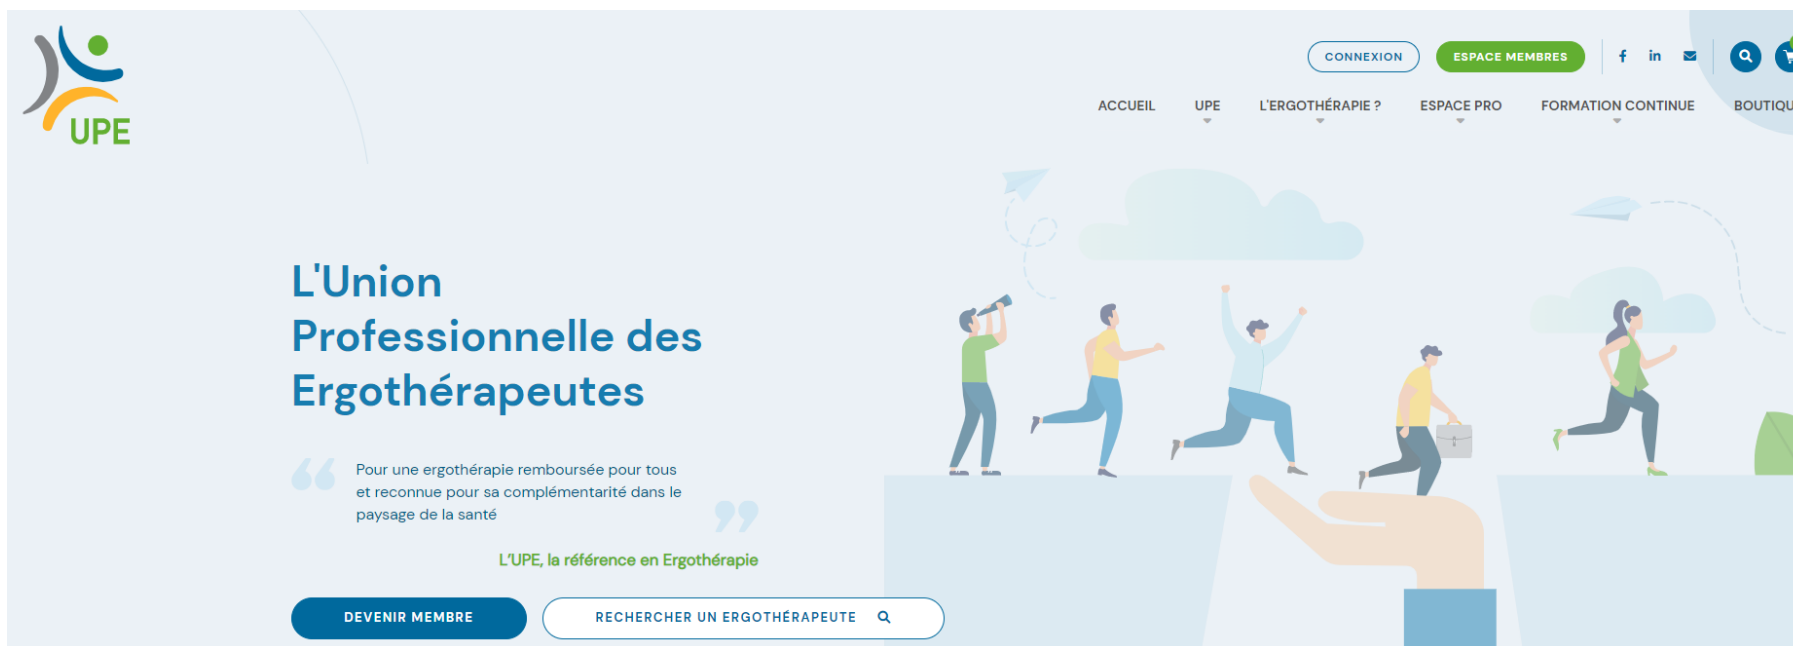 UPE
CONNEXION
ESPACE MEMBRES
ACCUEIL UPE L'ERGOTHÉRAPIE ? ESPACE PRO FORMATION CONTINUE BOUTIQU
L'Union
Professionnelle des
Ergothérapeutes
Pour une ergothérapie remboursée pour tous
et reconnue pour sa complémentarité dans le
paysage de la santé
L'UPE, la référence en Ergothérapie
DEVENIR MEMBRE
RECHERCHER UN ERGOTHÉRAPEUTE